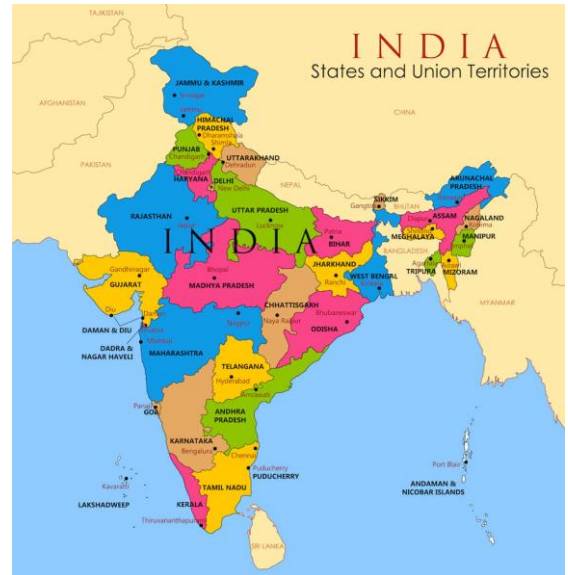 TAJIKISTAN
INDIA
States and Union Territories
AFGHANISTAN
JAMMU & KASHMIR
Srinagar
Jammu
CHINA
HIMACHAL
PRADESH
Dharamshala
Shimla
PUNJAB
Chandigarh
PAKISTAN
UTTARAKHAND
Dehradun
Chandigarh
HARYANA
DELHI
New Delhi
NEPAL
ARUNACHAL
PRADESH
SIKKIM
Gangtok
BHUTAN
RAJASTHAN
Jaipur
UTTAR PRADESH
Lucknow
INDIA
Patna
BIHAR
Dispur
ASSAM
NAGALAND
Kohima
MEGHALAYA
MANIPUR
Imphal
BANGLADESH
Gandhinagar
GUJARAT
Bhopal
MADHYA PRADESH
JHARKHAND
Ranchi
WEST BENGAL
Kolkata
TRIPURA
MIZORAM
MYANMAR
Diu
Daman
DAMAN & DIU
DADRA &
NAGAR HAVELI
Mumbai
MAHARASHTRA
Nagpur
CHHATTISGARH
Naya Raipur
Bhubaneswar
ODISHA
TELANGANA
Hyderabad
Amravati
ANDHRA
PRADESH
Panaji
GOA
KARNATAKA
Bengaluru
Chennai
Puducherry
PUDUCHERRY
TAMIL NADU
KERALA
Thiruvananthapuram
Kavaratti
LAKSHADWEEP
Port Blair
ANDAMAN &
NICOBAR ISLANDS
SRI LANKA